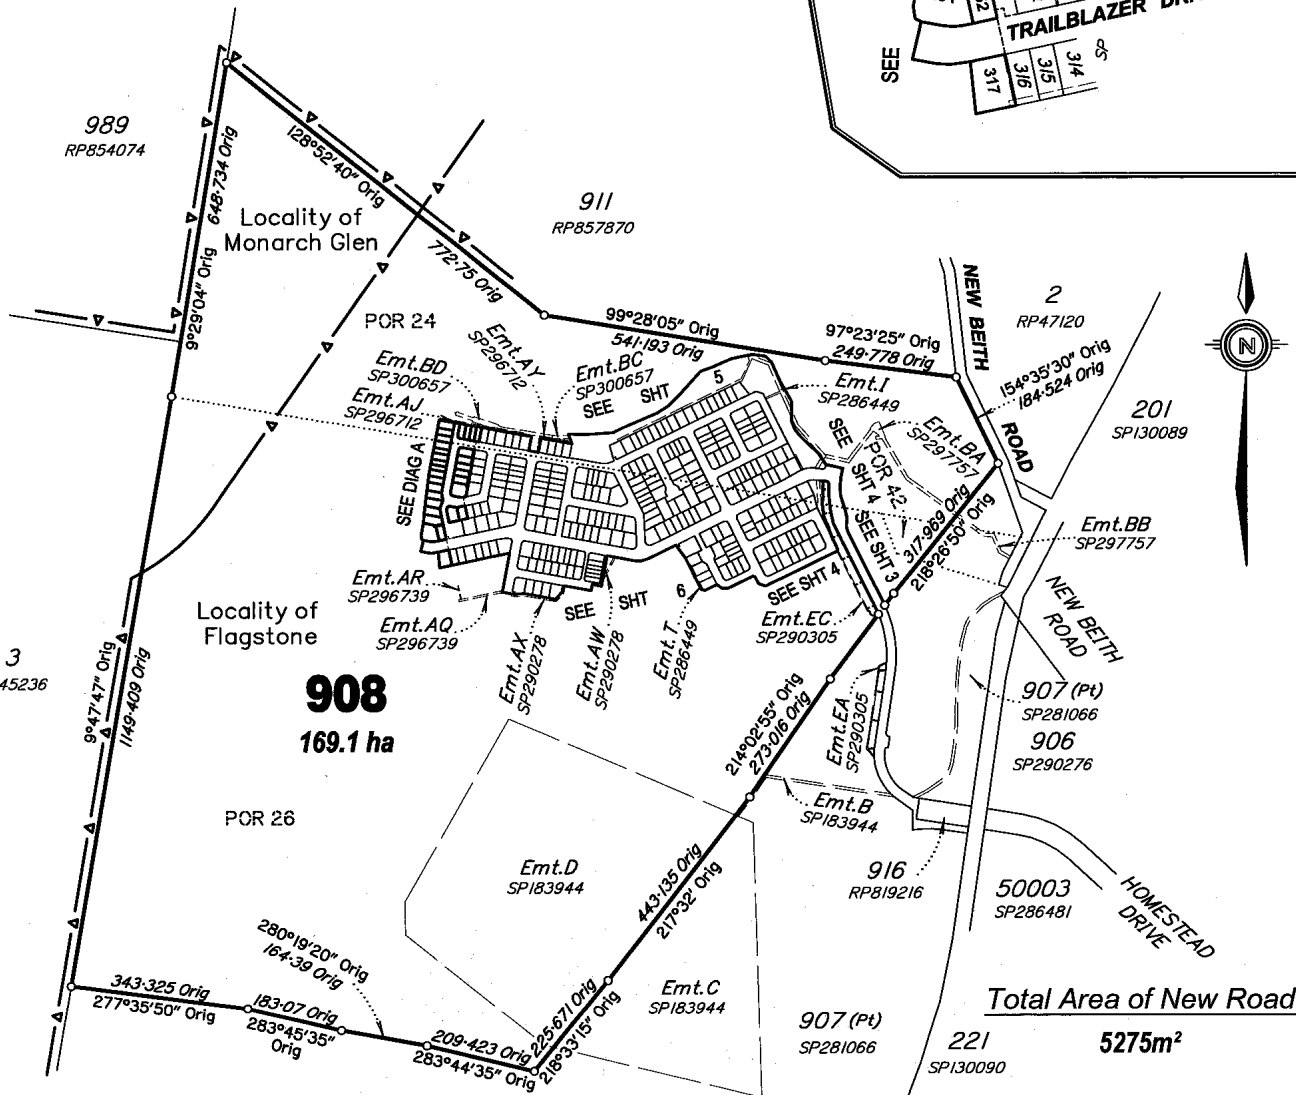 TRAILBLAZER
SEE
317
316
315
314
SP
989
RP854074
648·734 Orig
9°29'04" Orig
128°52'40" Orig
772·75 Orig
Locality of
Monarch Glen
911
RP857870
POR 24
99°28'05" Orig
541·193 Orig
97°23'25" Orig
249·778 Orig
NEW BEITH
ROAD
2
RP47120
N
154°35'30" Orig
184·524 Orig
201
SP130089
Emt.BD
SP300657
Emt.AY
SP296712
Emt.BC
SP300657
SEE SHT 5
Emt.I
SP286449
Emt.AJ
SP296712
SEE DIAG A
SEE
SHT 4
POR 42
Emt.BA
SP297757
SEE SHT 3
317·969 Orig
218°26'50" Orig
Emt.BB
SP297757
Emt.AR
SP296739
Emt.AQ
SP296739
SEE SHT 6
SEE SHT 4
Emt.AX
SP290278
Emt.AW
SP290278
Emt.T
SP286449
Emt.EC
SP290305
NEW BEITH
ROAD
Locality of
Flagstone
3
45236
9°47'47" Orig
1149·409 Orig
908
169.1 ha
214°02'55" Orig
273·016 Orig
Emt.EA
SP290305
907 (Pt)
SP281066
906
SP290276
Emt.B
SP183944
POR 26
Emt.D
SP183944
443·135 Orig
217°32' Orig
916
RP819216
50003
SP286481
HOMESTEAD
DRIVE
280°19'20" Orig
164·39 Orig
343·325 Orig
277°35'50" Orig
183·07 Orig
283°45'35"
Orig
209·423 Orig
283°44'35" Orig
225·671 Orig
218°33'15" Orig
Emt.C
SP183944
907 (Pt)
SP281066
221
SP130090
Total Area of New Road
5275m²